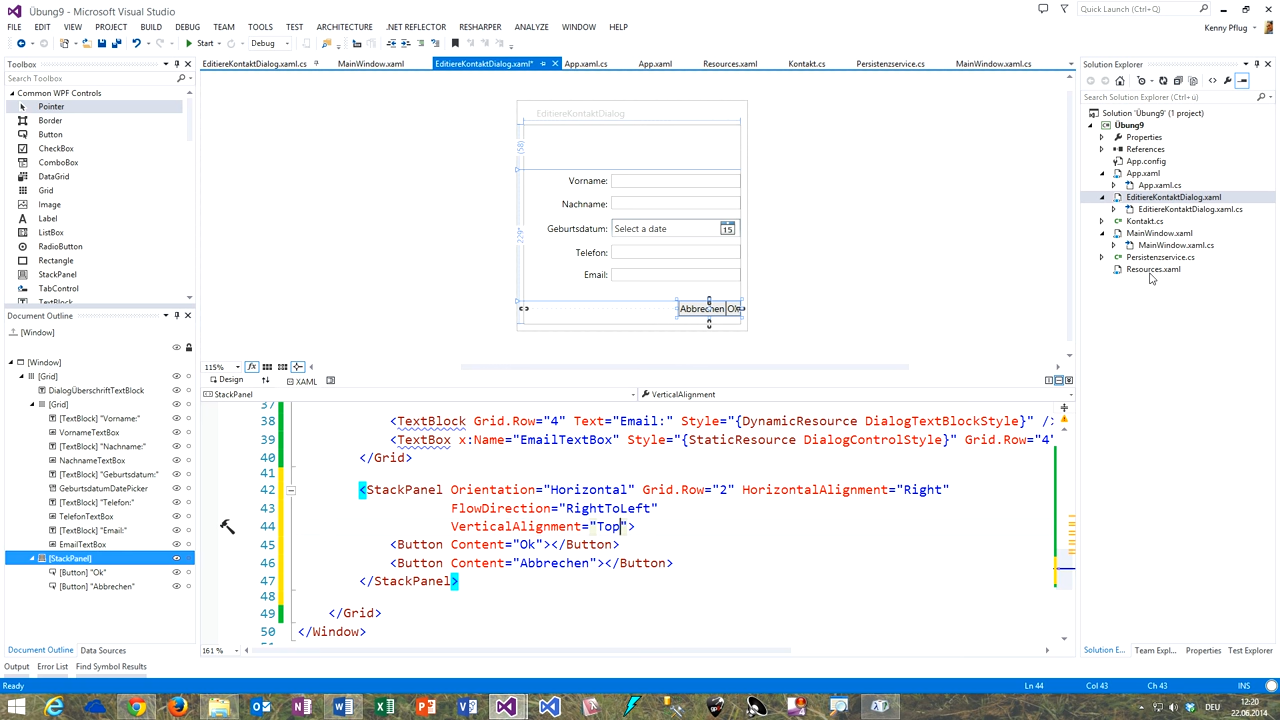 Übung9 - Microsoft Visual Studio
Quick Launch (Ctrl+Ü)
FILE EDIT VIEW PROJECT BUILD DEBUG TEAM TOOLS TEST ARCHITECTURE .NET REFLECTOR RESHARPER ANALYZE WINDOW HELP
Kenny Pflug
Start Debug
Toolbox
EditiereKontaktDialog.xaml.cs MainWindow.xaml EditiereKontaktDialog.xaml* App.xaml.cs App.xaml Resources.xaml Kontakt.cs Persistenzservice.cs MainWindow.xaml.cs
Solution Explorer
Search Toolbox
Common WPF Controls
Pointer
Border
Button
CheckBox
ComboBox
DataGrid
Grid
Image
Label
ListBox
RadioButton
Rectangle
StackPanel
TabControl
TextBlock
Document Outline
[Window]
[Window]
[Grid]
DialogÜberschriftTextBlock
[Grid]
[TextBlock] "Vorname:"
VornameTextBox
[TextBlock] "Nachname:"
NachnameTextBox
[TextBlock] "Geburtsdatum:"
GeburtsdatumDatePicker
[TextBlock] "Telefon:"
TelefonTextBox
[TextBlock] "Email:"
EmailTextBox
[StackPanel]
[Button] "Ok"
[Button] "Abbrechen"
Document Outline Data Sources
EditiereKontaktDialog
(58)
Vorname:
Nachname:
Geburtsdatum: Select a date 15
229*
Telefon:
Email:
Abbrechen Ok
115%
Design XAML
StackPanel VerticalAlignment
37
38 <TextBlock Grid.Row="4" Text="Email:" Style="{DynamicResource DialogTextBlockStyle}" />
39 <TextBox x:Name="EmailTextBox" Style="{StaticResource DialogControlStyle}" Grid.Row="4"
40 </Grid>
41
42 <StackPanel Orientation="Horizontal" Grid.Row="2" HorizontalAlignment="Right"
43 FlowDirection="RightToLeft"
44 VerticalAlignment="Top">
45 <Button Content="Ok"></Button>
46 <Button Content="Abbrechen"></Button>
47 </StackPanel>
48
49 </Grid>
50 </Window>
161 %
Search Solution Explorer (Ctrl+ü)
Solution 'Übung9' (1 project)
Übung9
Properties
References
App.config
App.xaml
App.xaml.cs
EditiereKontaktDialog.xaml
EditiereKontaktDialog.xaml.cs
Kontakt.cs
MainWindow.xaml
MainWindow.xaml.cs
Persistenzservice.cs
Resources.xaml
Solution E... Team Expl... Properties Test Explorer
Output Error List Find Symbol Results
Ready Ln 44 Col 43 Ch 43 INS
DEU 12:20
22.06.2014